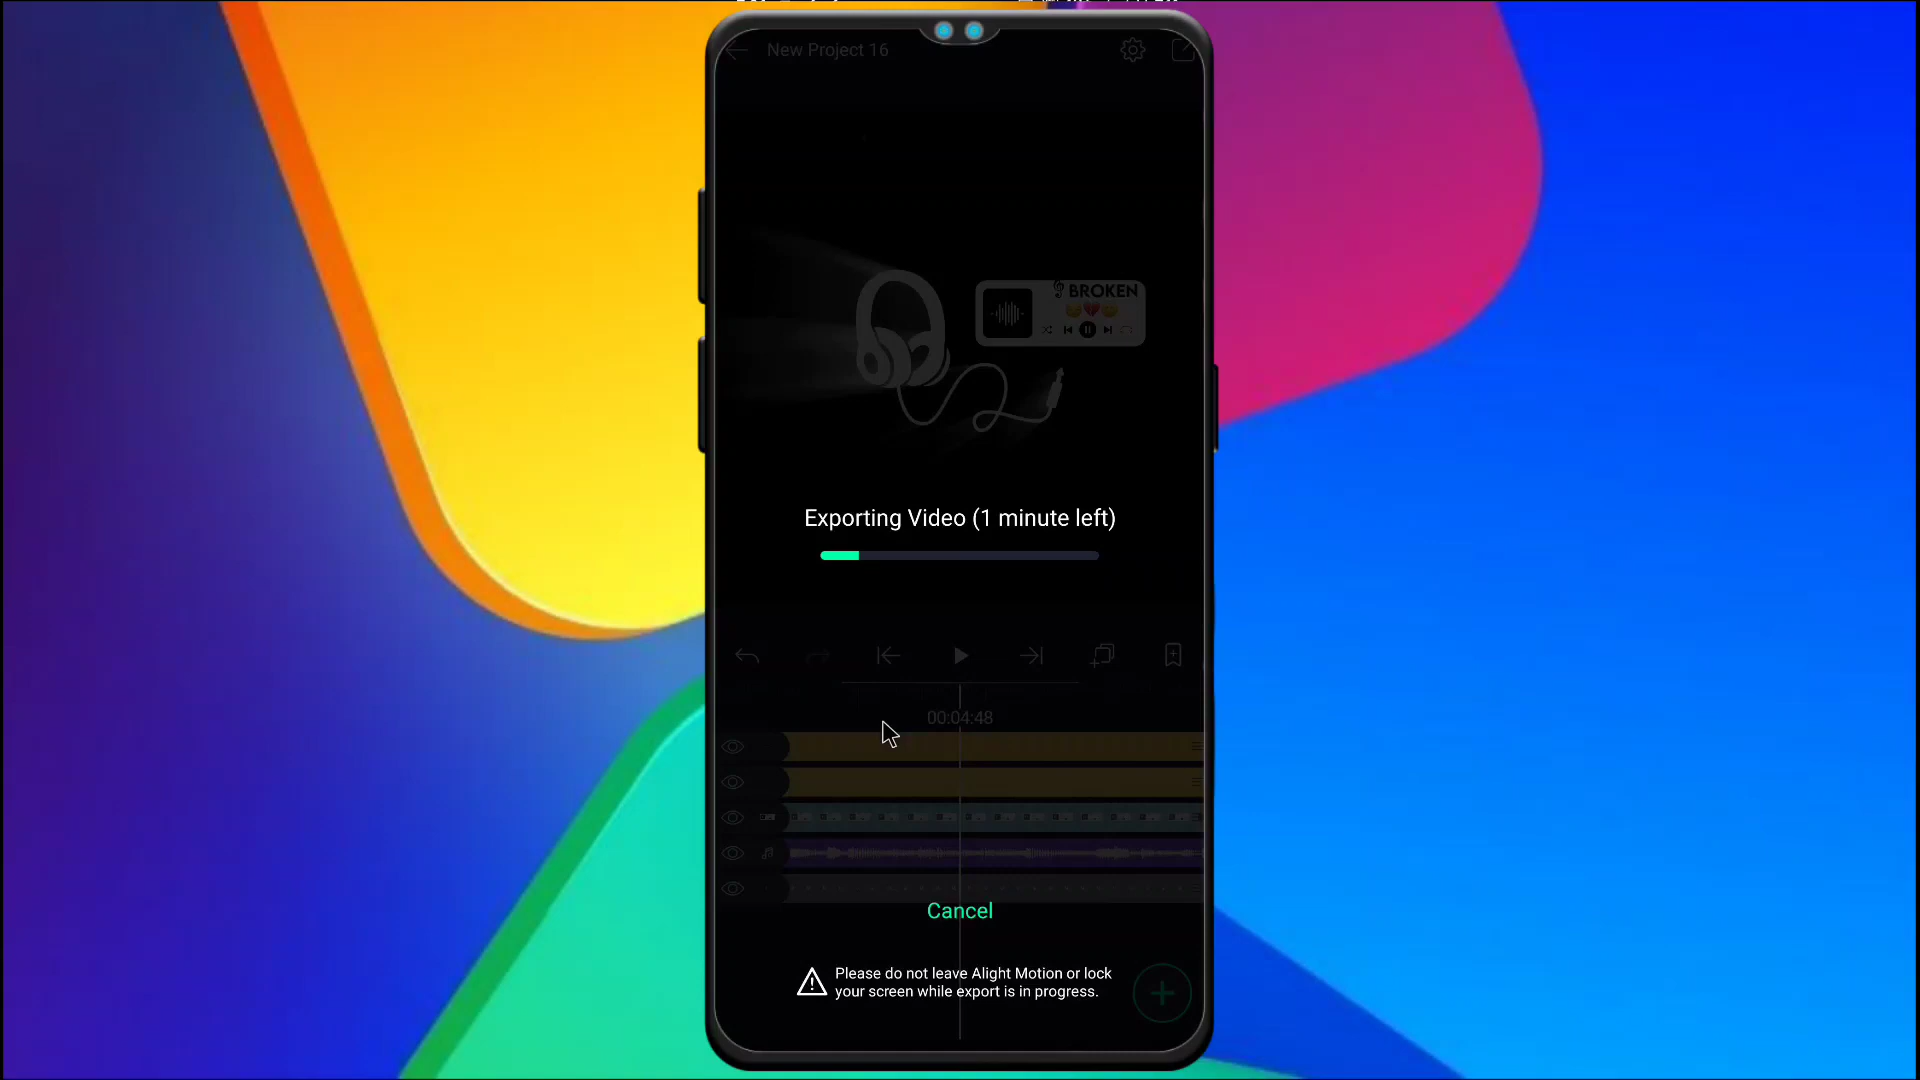 New Project 16
BROKEN
Exporting Video (1 minute left)
00:04:48
Cancel
Please do not leave Alight Motion or lock
your screen while export is in progress.